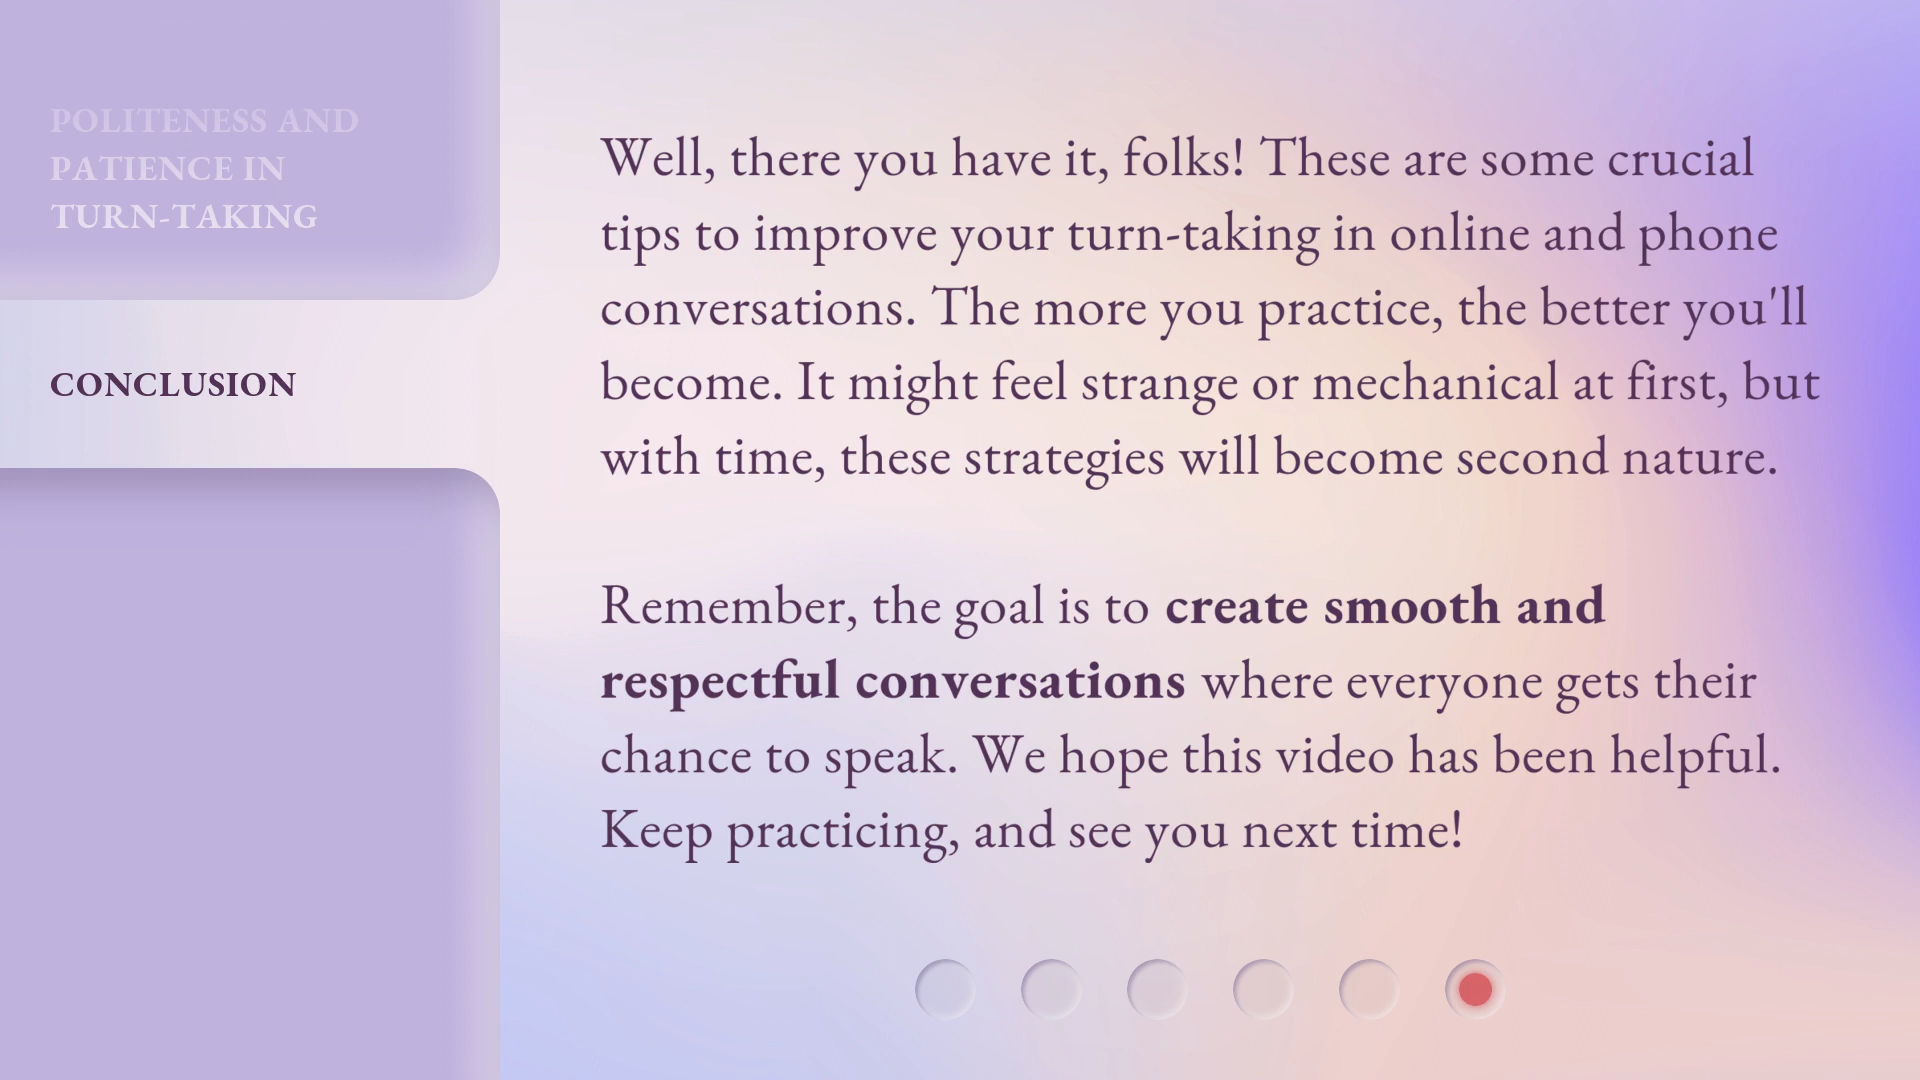 POLITENESS AND
PATIENCE IN
TURN-TAKING
CONCLUSION
Well, there you have it, folks! These are some crucial
tips to improve your turn-taking in online and phone
conversations. The more you practice, the better you'll
become. It might feel strange or mechanical at first, but
with time, these strategies will become second nature.
Remember, the goal is to create smooth and
respectful conversations where everyone gets their
chance to speak. We hope this video has been helpful.
Keep practicing, and see you next time!